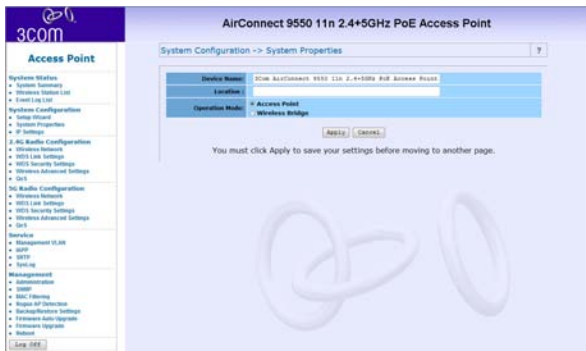 3COM
AirConnect 9550 11n 2.4+5GHz PoE Access Point
Access Point
System Configuration -> System Properties
?
System Status
System Summary
Wireless Station List
Event Log List
System Configuration
Setup Wizard
System Properties
IP Settings
2.4G Radio Configuration
Wireless Network
WDS Link Settings
WDS Security Settings
Wireless Advanced Settings
QoS
5G Radio Configuration
Wireless Network
WDS Link Settings
WDS Security Settings
Wireless Advanced Settings
QoS
Service
Management VLAN
IAPP
SNTP
SysLog
Management
Administration
SNMP
MAC Filtering
Rogue AP Detection
Backup/Restore Settings
Firmware Auto Upgrade
Firmware Upgrade
Reboot
Log Off
Device Name: 3Com AirConnect 9550 11n 2.4+5GHz PoE Access Point
Location :
Operation Mode: Access Point
Wireless Bridge
Apply Cancel
You must click Apply to save your settings before moving to another page.